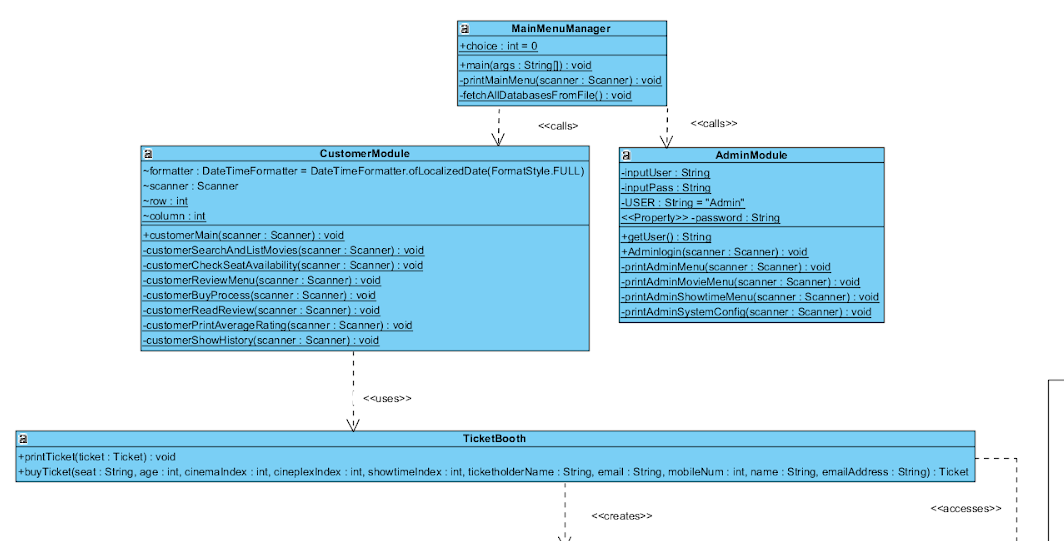 a MainMenuManager
+choice : int = 0
+main(args : String[]) : void
-printMainMenu(scanner : Scanner) : void
-fetchAllDatabasesFromFile() : void
<<calls>
<<calls>>
a CustomerModule
~formatter : DateTimeFormatter = DateTimeFormatter.ofLocalizedDate(FormatStyle.FULL)
~scanner : Scanner
~row : int
~column : int
+customerMain(scanner : Scanner) : void
-customerSearchAndListMovies(scanner : Scanner) : void
-customerCheckSeatAvailability(scanner : Scanner) : void
-customerReviewMenu(scanner : Scanner) : void
-customerBuyProcess(scanner : Scanner) : void
-customerReadReview(scanner : Scanner) : void
-customerPrintAverageRating(scanner : Scanner) : void
-customerShowHistory(scanner : Scanner) : void
a AdminModule
-inputUser : String
-inputPass : String
-USER : String = "Admin"
<<Property>> -password : String
+getUser() : String
+Adminlogin(scanner : Scanner) : void
-printAdminMenu(scanner : Scanner) : void
-printAdminMovieMenu(scanner : Scanner) : void
-printAdminShowtimeMenu(scanner : Scanner) : void
-printAdminSystemConfig(scanner : Scanner) : void
<<uses>>
a TicketBooth
+printTicket(ticket : Ticket) : void
+buyTicket(seat : String, age : int, cinemaIndex : int, cineplexIndex : int, showtimeIndex : int, ticketholderName : String, email : String, mobileNum : int, name : String, emailAddress : String) : Ticket
<<creates>>
<<accesses>>